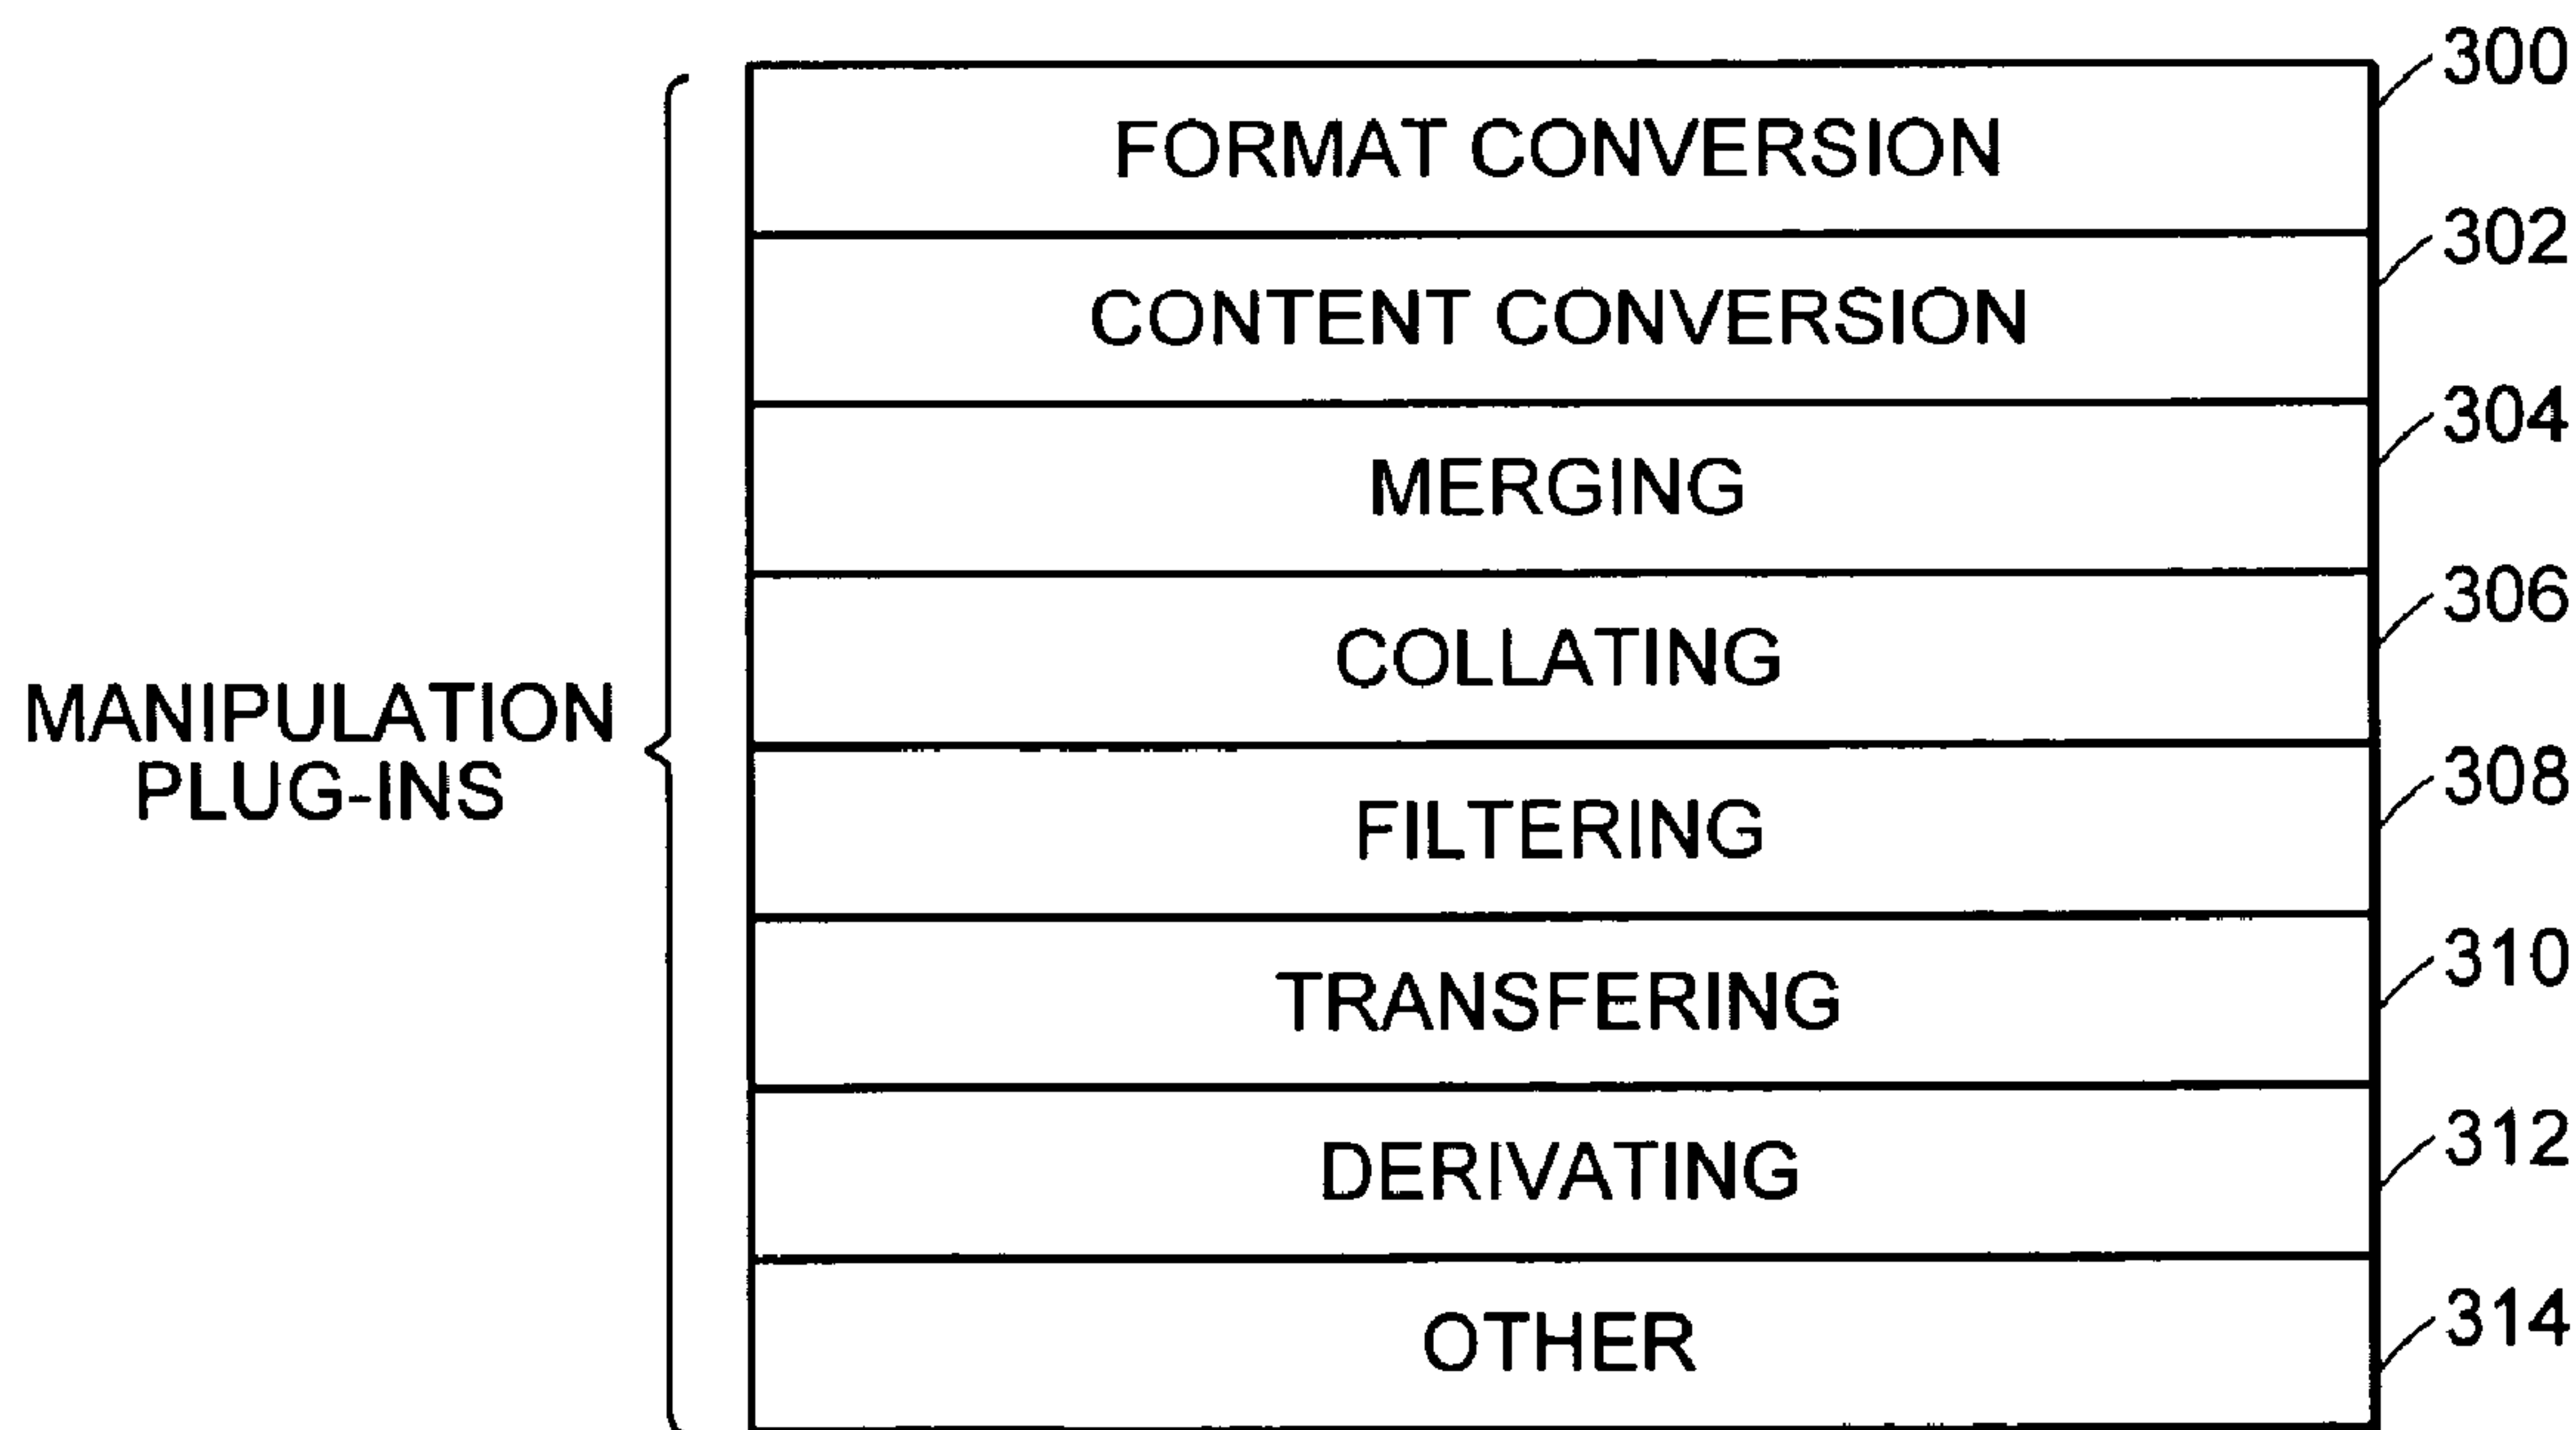 300
FORMAT CONVERSION
302
CONTENT CONVERSION
304
MERGING
306
COLLATING
MANIPULATION
PLUG-INS
308
FILTERING
310
TRANSFERING
312
DERIVATING
314
OTHER